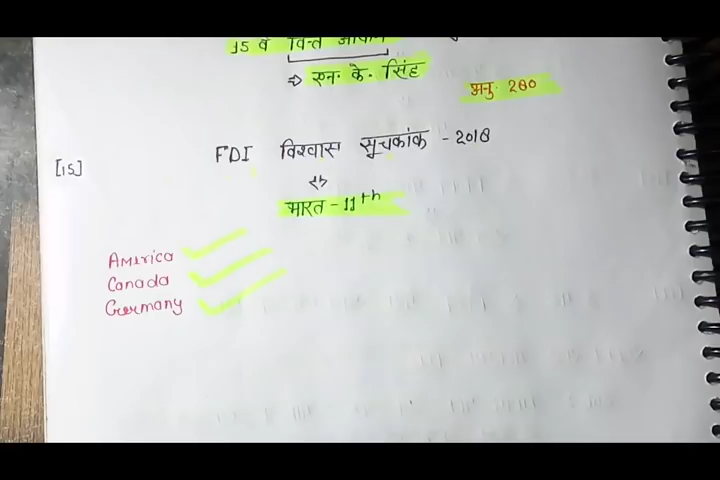 15 वें वित्त आयोग
⇒ एन. के. सिंह
अनु. 280
[15] FDI विश्वास सूचकांक - 2018
भारत - 11th
America
Canada
Germany